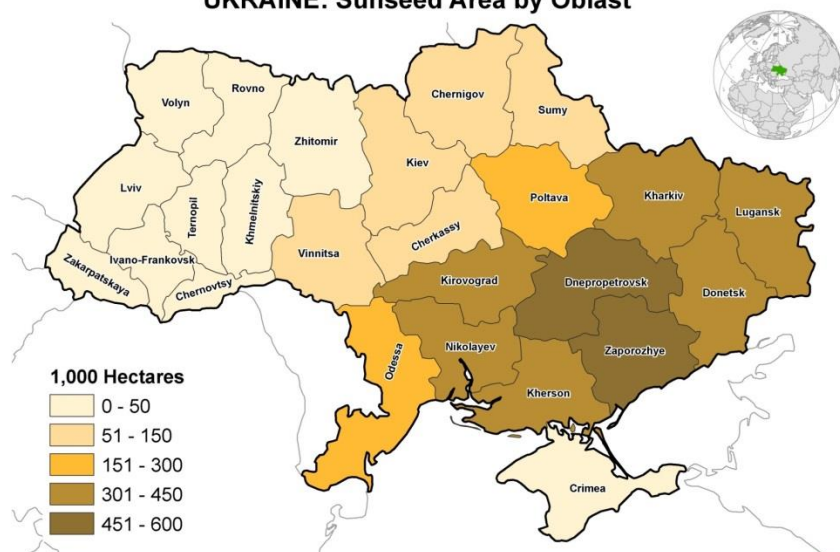 UKRAINE: Sunseed Area by Oblast
Volyn
Rovno
Zhitomir
Chernigov
Sumy
Kiev
Lviv
Ternopil
Khmelnitskiy
Poltava
Kharkiv
Lugansk
Cherkassy
Vinnitsa
Ivano-Frankovsk
Zakarpatskaya
Chernovtsy
Kirovograd
Dnepropetrovsk
Donetsk
Odessa
Nikolayev
Zaporozhye
Kherson
Crimea
1,000 Hectares
0 - 50
51 - 150
151 - 300
301 - 450
451 - 600